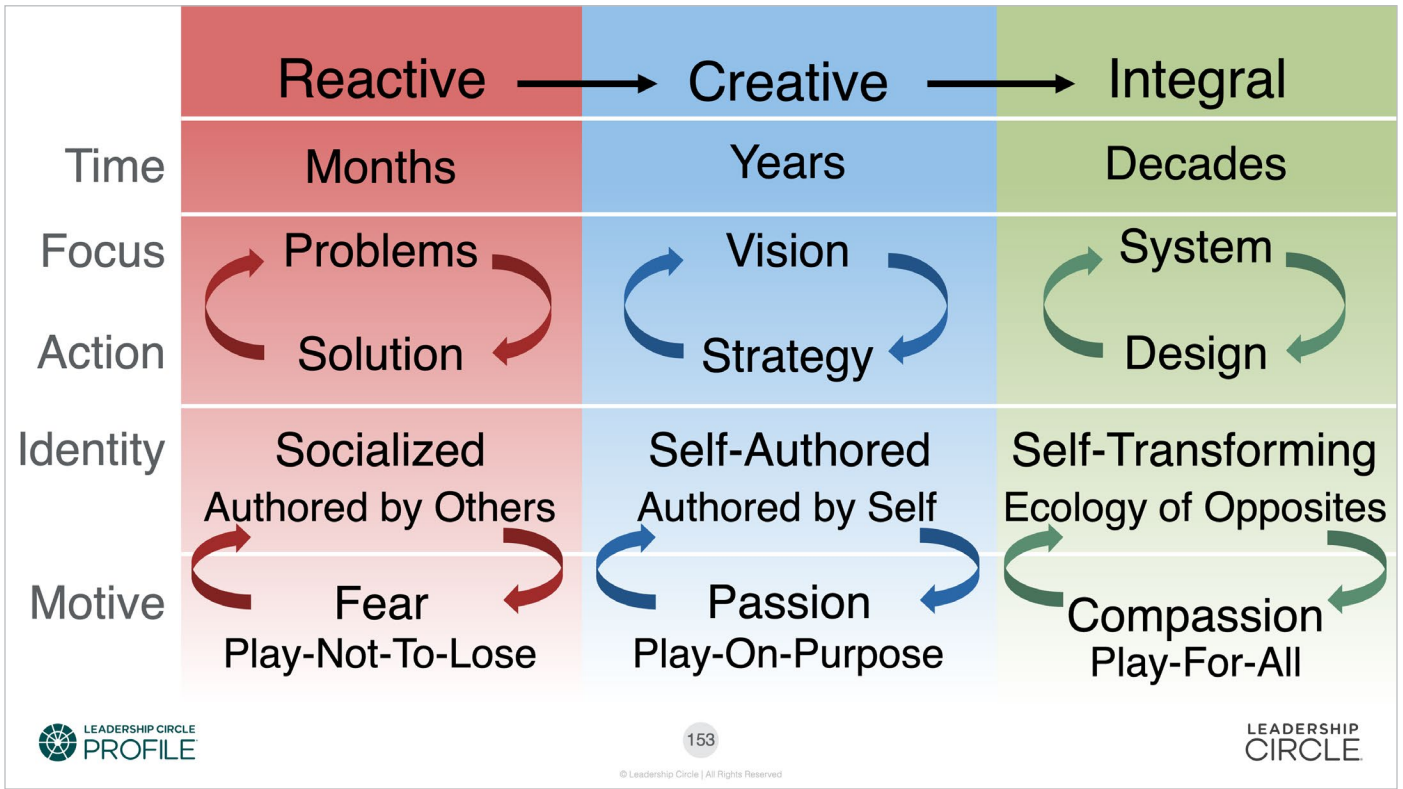 Reactive Creative Integral
Time Months Years Decades
Focus Problems Vision System
Action Solution Strategy Design
Identity Socialized Self-Authored Self-Transforming
Authored by Others Authored by Self Ecology of Opposites
Motive Fear Passion Compassion
Play-Not-To-Lose Play-On-Purpose Play-For-All
LEADERSHIP CIRCLE
PROFILE
153
© Leadership Circle | All Rights Reserved
LEADERSHIP
CIRCLE